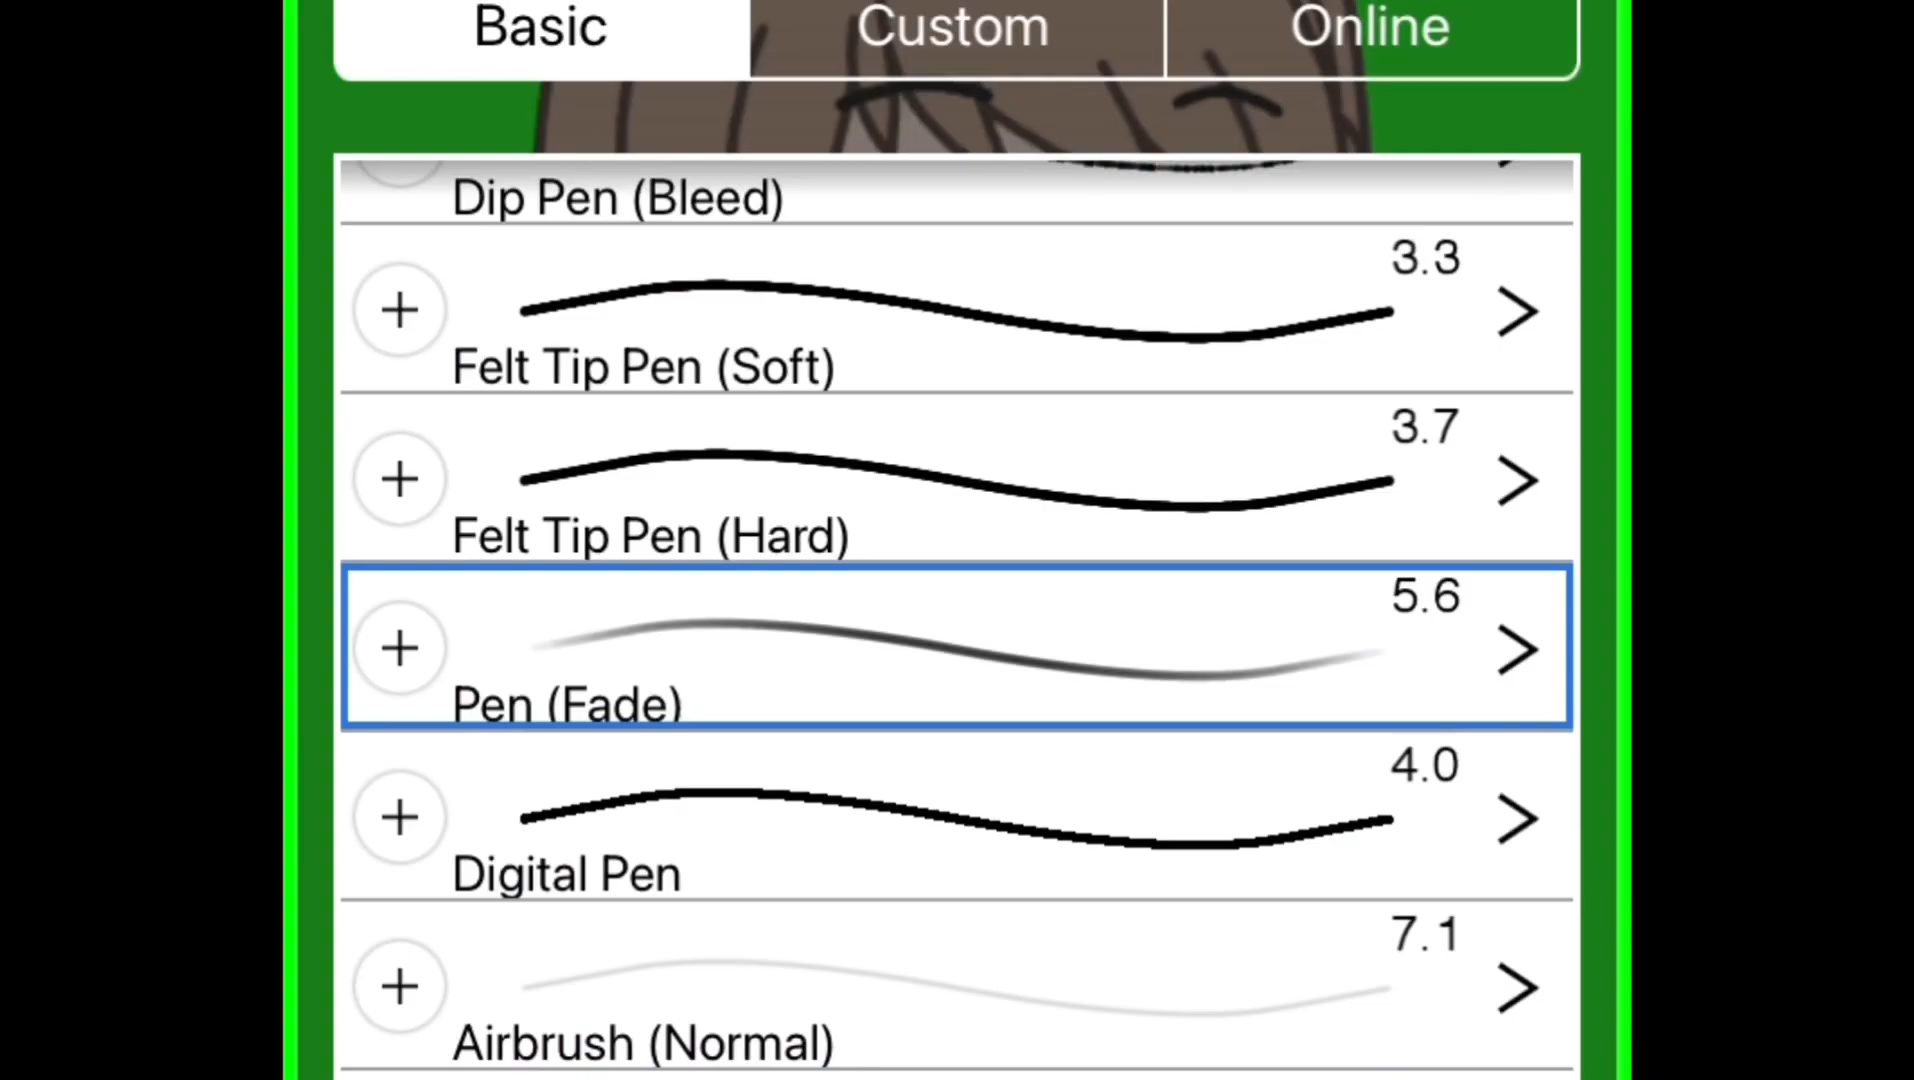 Basic Custom Online
Dip Pen (Bleed)
3.3
Felt Tip Pen (Soft)
3.7
Felt Tip Pen (Hard)
5.6
Pen (Fade)
4.0
Digital Pen
7.1
Airbrush (Normal)